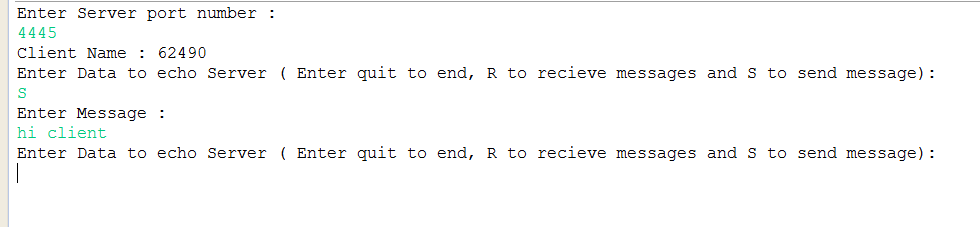 Enter Server port number :
4445
Client Name : 62490
Enter Data to echo Server ( Enter quit to end, R to recieve messages and S to send message):
S
Enter Message :
hi client
Enter Data to echo Server ( Enter quit to end, R to recieve messages and S to send message):